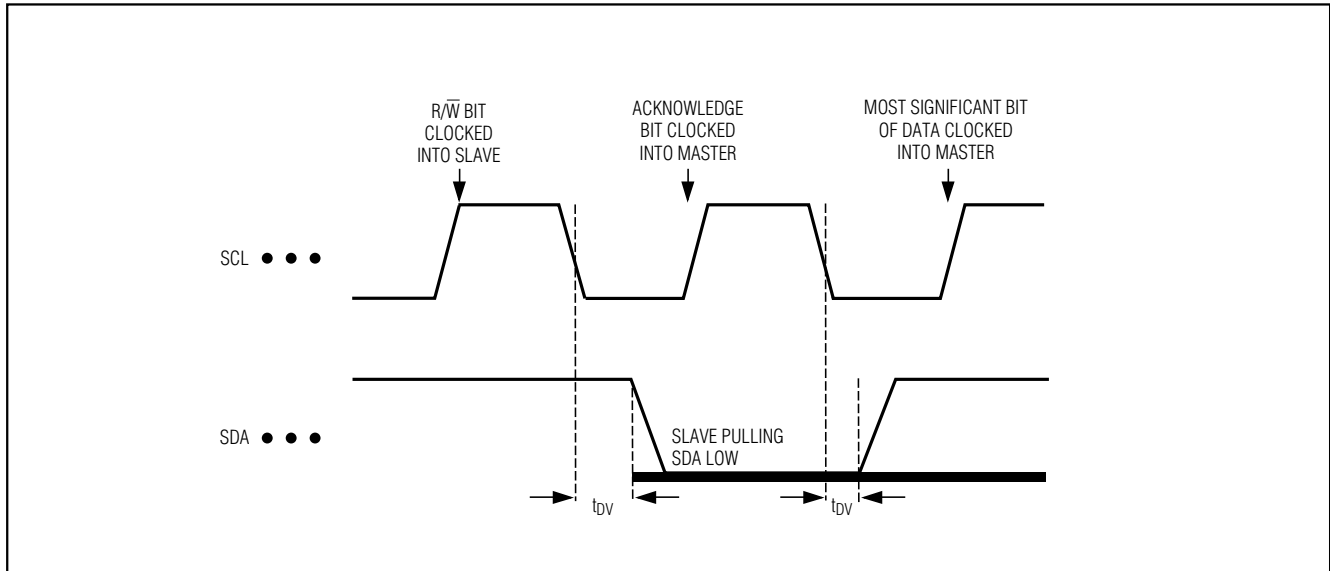 R/W̅ BIT
CLOCKED
INTO SLAVE
ACKNOWLEDGE
BIT CLOCKED
INTO MASTER
MOST SIGNIFICANT BIT
OF DATA CLOCKED
INTO MASTER
SCL
SDA
SLAVE PULLING
SDA LOW
tDV
tDV